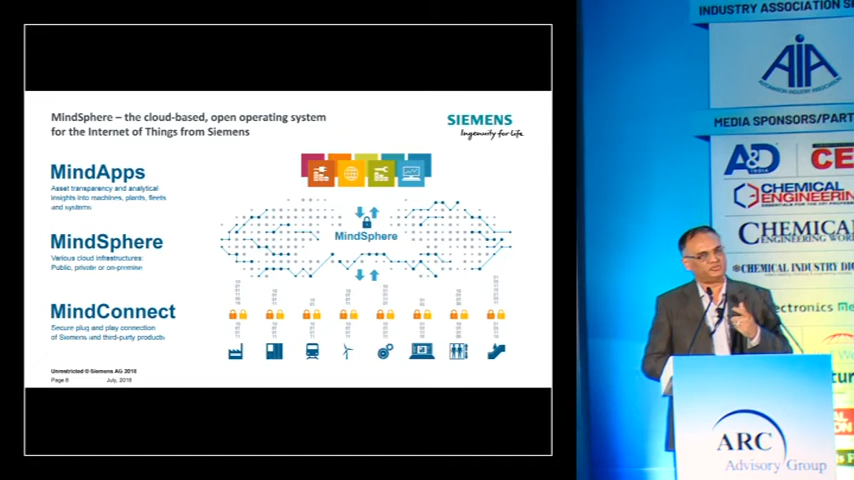 MindSphere – the cloud-based, open operating system
for the Internet of Things from Siemens
SIEMENS
Ingenuity for life
MindApps
Asset transparency and analytical
insights into machines, plants, fleets
and systems
MindSphere
Various cloud infrastructures:
Public, private or on-premise
MindConnect
Secure plug and play connection
of Siemens and third-party products
MindSphere
Unrestricted © Siemens AG 2018
Page 8
July, 2018
INDUSTRY ASSOCIATION
AIA
AUTOMATION INDUSTRY ASSOCIATION
MEDIA SPONSORS/PART
A&D
INDIA
CE
CHEMICAL
ENGINEERING
CHEMICAL
ENGINEERING WOR
CHEMICAL INDUSTRY DI
ectronics
ARC
Advisory Group